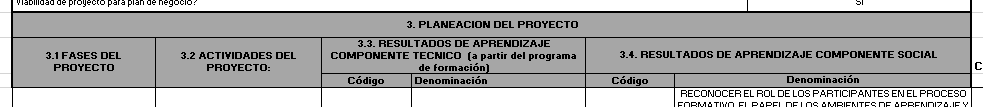 Viabilidad de proyecto para plan de negocio? SI
3. PLANEACION DEL PROYECTO
3.1 FASES DEL PROYECTO
3.2 ACTIVIDADES DEL PROYECTO:
3.3. RESULTADOS DE APRENDIZAJE
COMPONENTE TECNICO (a partir del programa
de formación)
3.4. RESULTADOS DE APRENDIZAJE COMPONENTE SOCIAL
C
Código Denominación Código Denominación
RECONOCER EL ROL DE LOS PARTICIPANTES EN EL PROCESO
FORMATIVO, EL PAPEL DE LOS AMBIENTES DE APRENDIZAJE Y